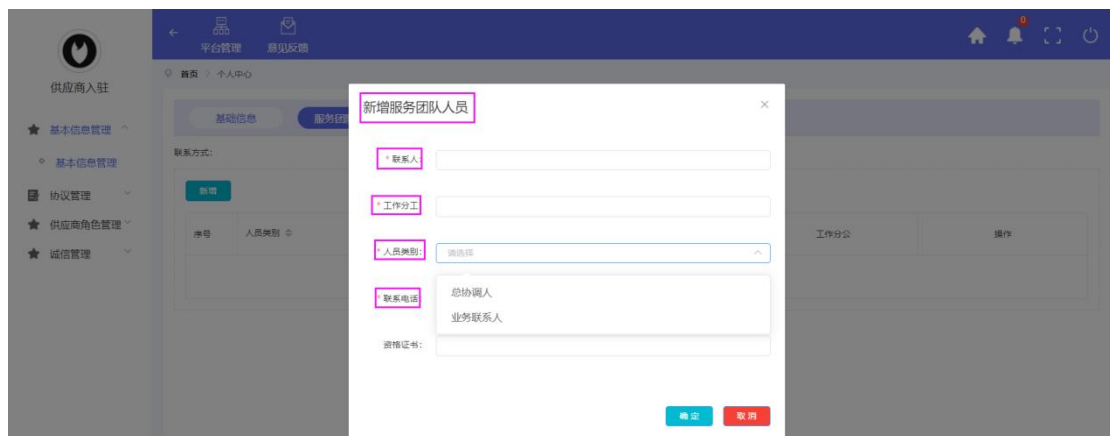 平台管理
意见反馈
0
首页 / 个人中心
供应商入驻
基本信息管理
基本信息管理
协议管理
供应商角色管理
诚信管理
基础信息
服务团
联系方式:
新增
序号
人员类别
工作分公
操作
新增服务团队人员
* 联系人:
* 工作分工
* 人员类别:
请选择
总协调人
业务联系人
* 联系电话
资格证书:
确定
取消